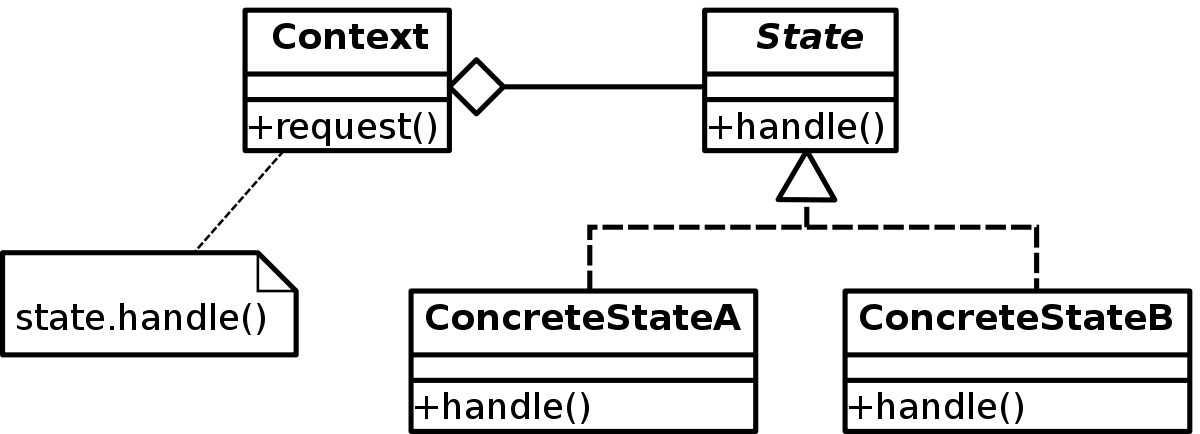 Context
+request()
State
+handle()
state.handle()
ConcreteStateA
+handle()
ConcreteStateB
+handle()